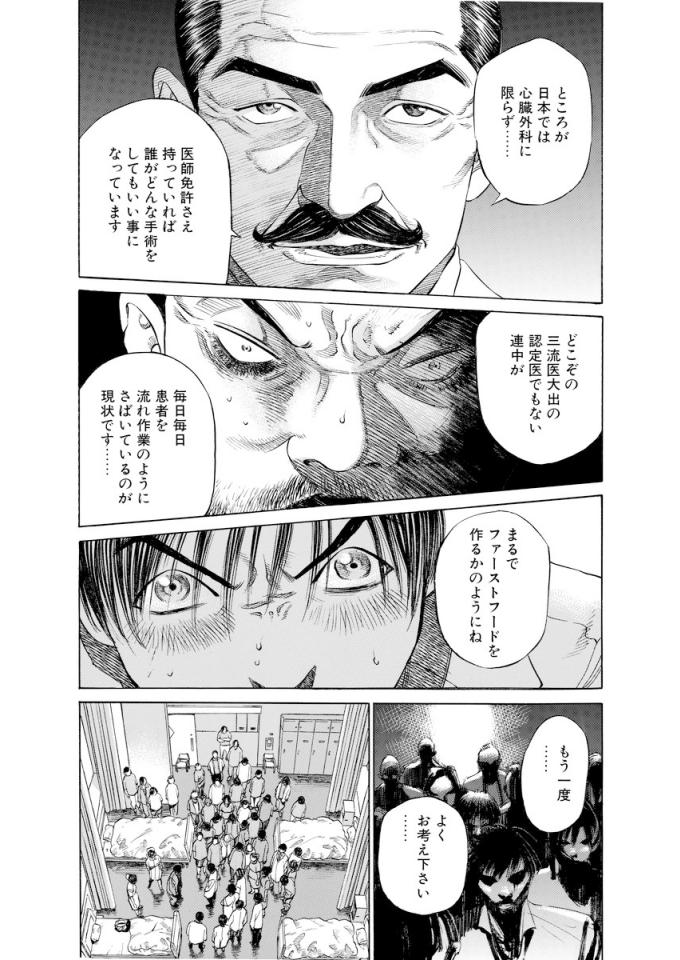 ところが
日本では
心臓外科に
限らず……
医師免許さえ
持っていれば
誰がどんな手術を
してもいい事に
なっています
どこぞの
三流医大出の
認定医でもない
連中が
毎日毎日
患者を
流れ作業のように
さばいているのが
現状です……
まるで
ファーストフードを
作るかのようにね
もう一度
……
よく
お考え下さい
……